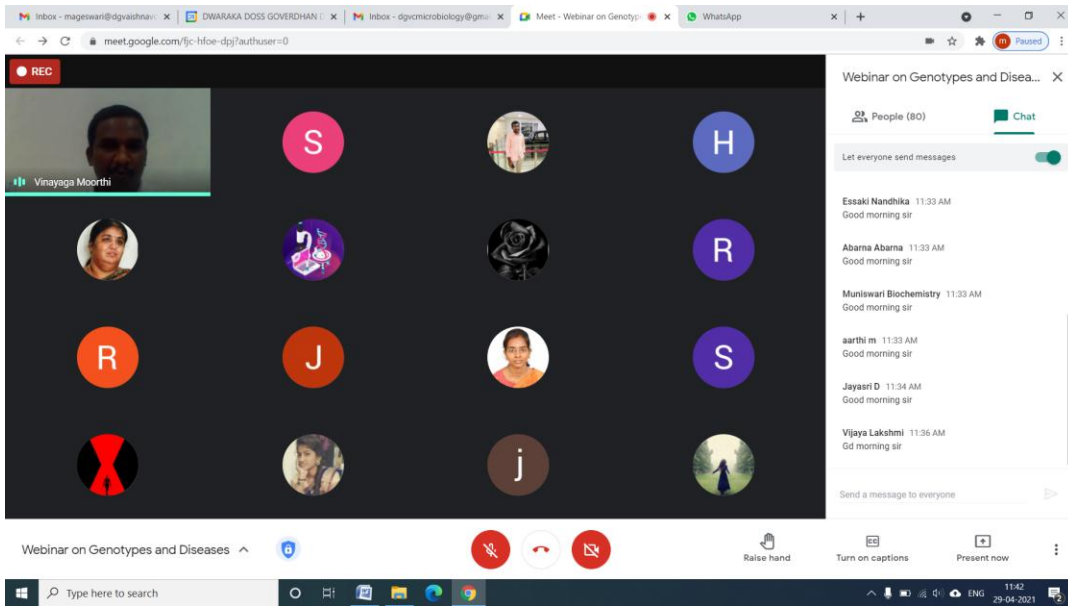 Inbox - mageswari@dgvaishnavc
DWARAKA DOSS GOVERDHAN D
Inbox - dgvcmicrobiology@gmai
Meet - Webinar on Genotyp
WhatsApp
meet.google.com/fjc-hfoe-dpj?authuser=0
m Paused
REC
Vinayaga Moorthi
S
H
R
R
J
S
j
Webinar on Genotypes and Disea...
People (80)
Chat
Let everyone send messages
Essaki Nandhika 11:33 AM
Good morning sir
Abarna Abarna 11:33 AM
Good morning sir
Muniswari Biochemistry 11:33 AM
Good morning sir
aarthi m 11:33 AM
Good morning sir
Jayasri D 11:34 AM
Good morning sir
Vijaya Lakshmi 11:36 AM
Gd morning sir
Send a message to everyone
Webinar on Genotypes and Diseases
Raise hand
CC
Turn on captions
Present now
Type here to search
ENG
11:42
29-04-2021
2